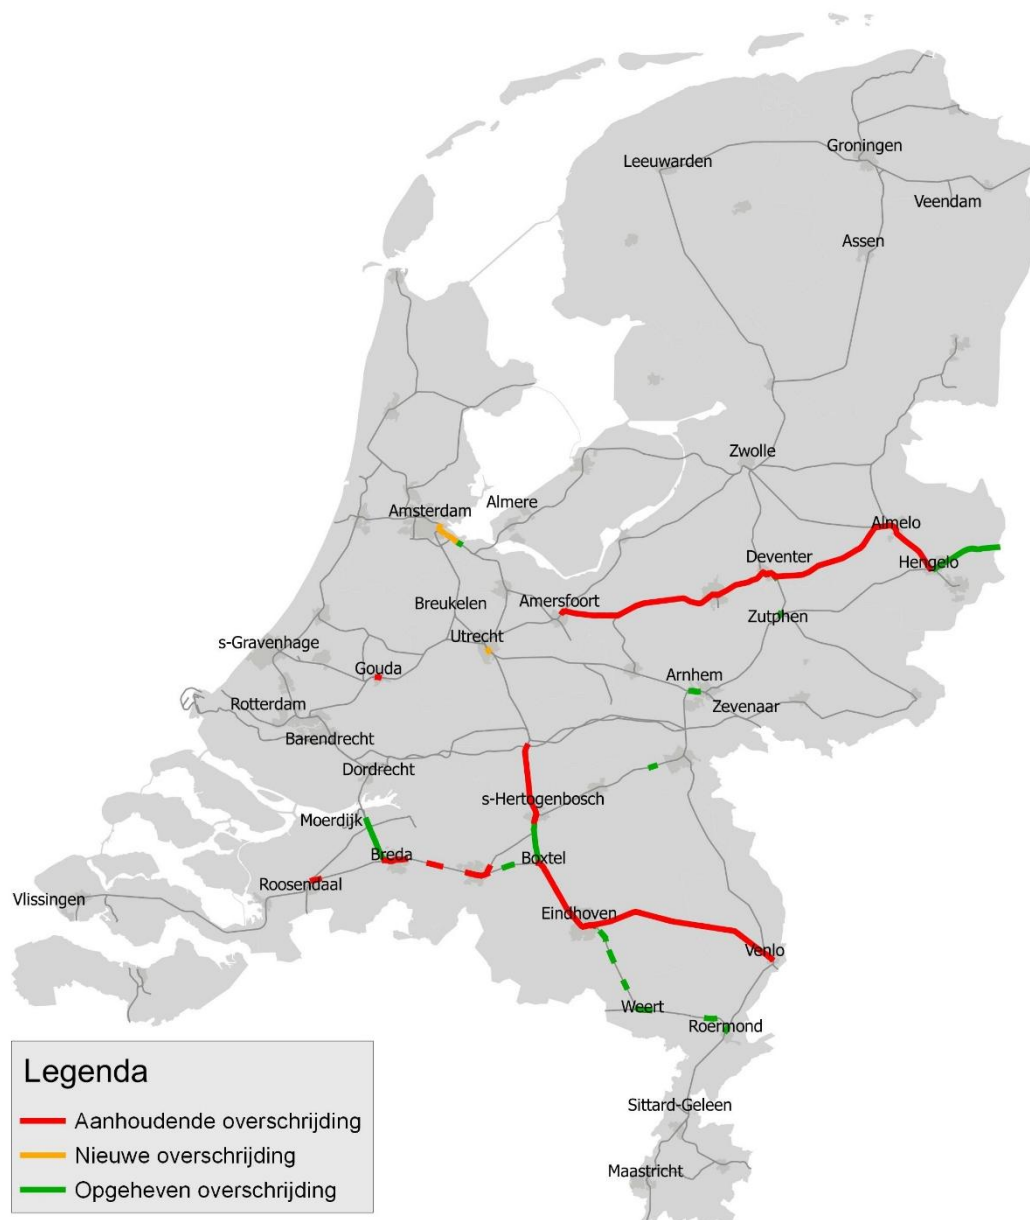 Groningen
Leeuwarden
Veendam
Assen
Zwolle
Almere
Amsterdam
Almelo
Deventer
Hengelo
Breukelen
Amersfoort
Zutphen
Utrecht
s-Gravenhage
Gouda
Arnhem
Rotterdam
Zevenaar
Barendrecht
Dordrecht
s-Hertogenbosch
Moerdijk
Breda
Boxtel
Roosendaal
Vlissingen
Eindhoven
Venlo
Weert
Roermond
Legenda
Sittard-Geleen
Aanhoudende overschrijding
Nieuwe overschrijding
Maastricht
Opgeheven overschrijding